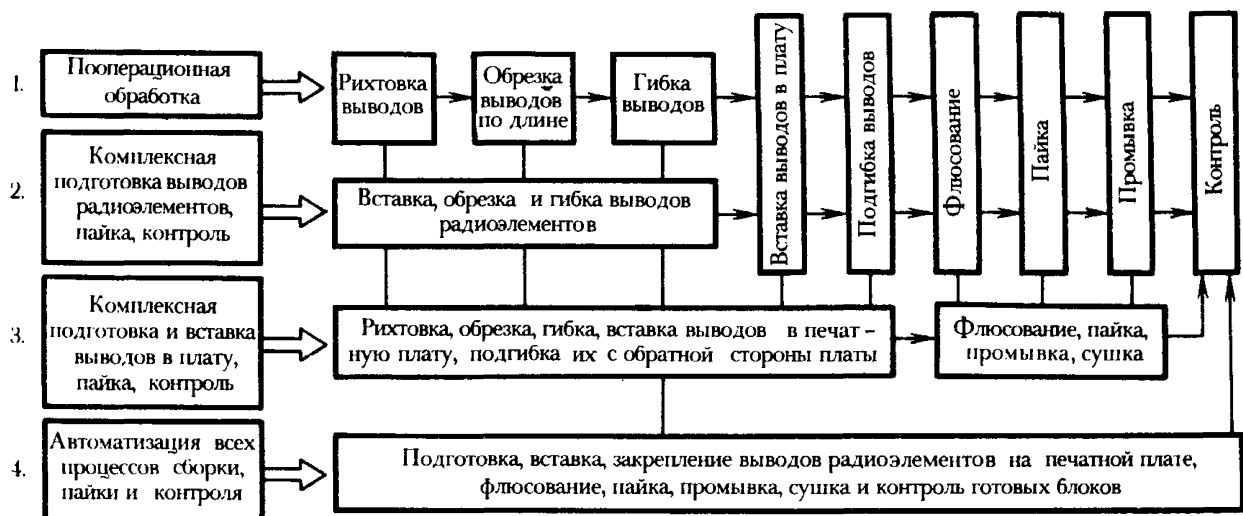 1.
Пооперационная
обработка
Рихтовка
выводов
Обрезка
выводов
по длине
Гибка
выводов
Вставка выводов в плату
Подгибка выводов
Флюсование
Пайка
Промывка
Контроль
2.
Комплексная
подготовка выводов
радиоэлементов,
пайка, контроль
Вставка, обрезка и гибка выводов
радиоэлементов
3.
Комплексная
подготовка и вставка
выводов в плату,
пайка, контроль
Рихтовка, обрезка, гибка, вставка выводов в печат-
ную плату, подгибка их с обратной стороны платы
Флюсование, пайка,
промывка, сушка
4.
Автоматизация всех
процессов сборки,
пайки и контроля
Подготовка, вставка, закрепление выводов радиоэлементов на печатной плате,
флюсование, пайка, промывка, сушка и контроль готовых блоков